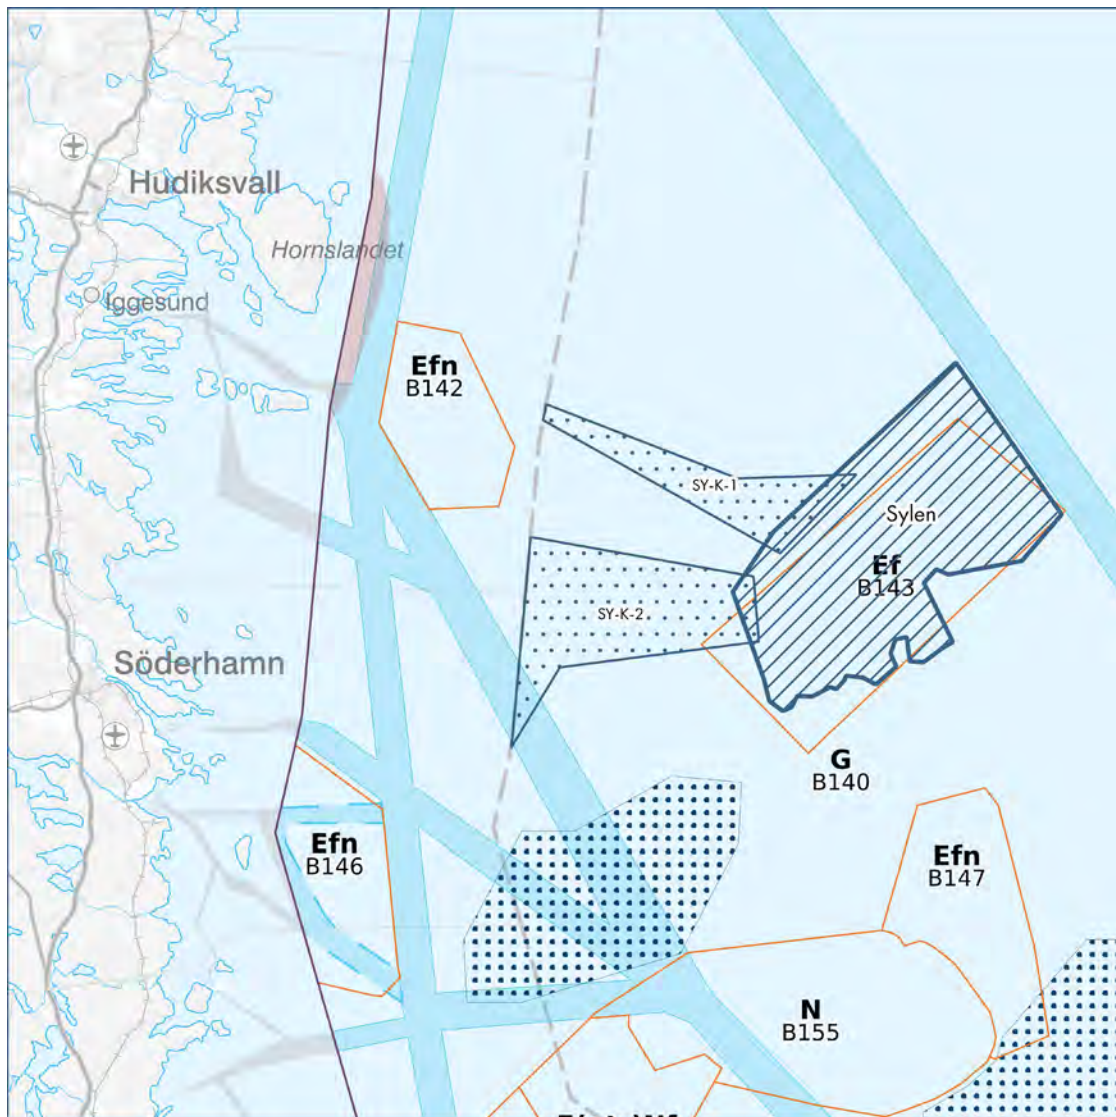 Hudiksvall
Hornslandet
Iggesund
Efn
B142
SY-K-1
Sylen
Ef
B143
SY-K-2
Söderhamn
G
B140
Efn
B146
Efn
B147
N
B155